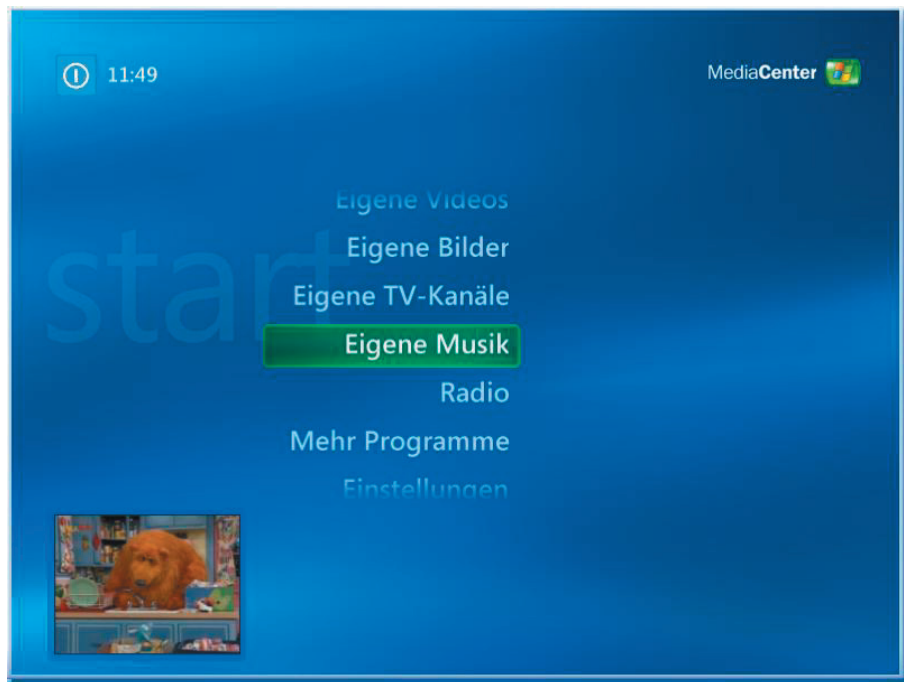 11:49
MediaCenter
start
Eigene Videos
Eigene Bilder
Eigene TV-Kanäle
Eigene Musik
Radio
Mehr Programme
Einstellungen